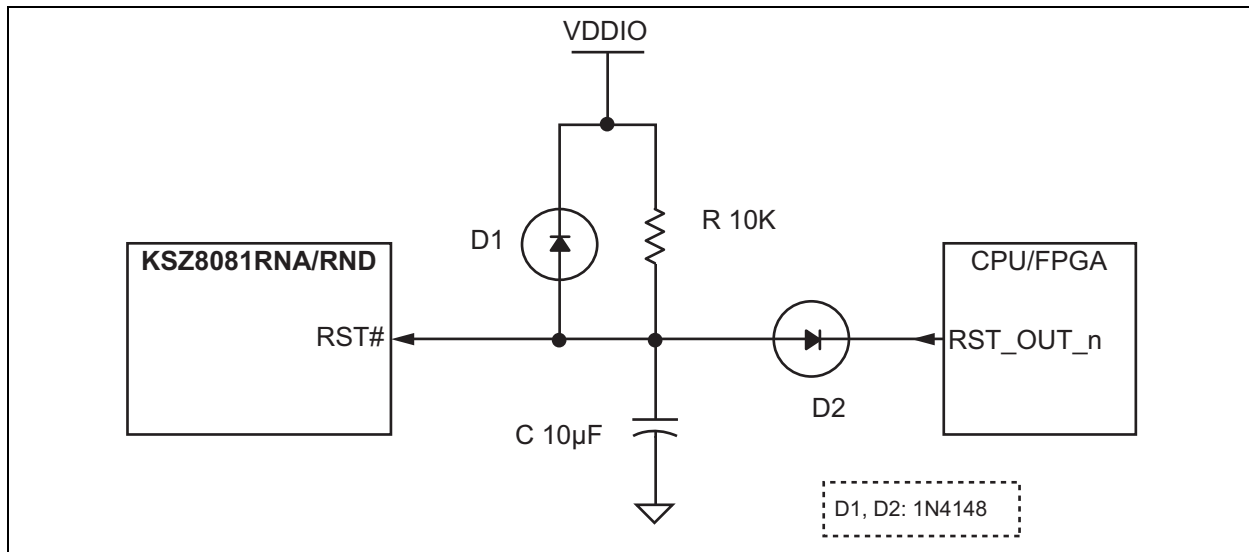 VDDIO
D1
R 10K
KSZ8081RNA/RND
CPU/FPGA
RST#
RST_OUT_n
D2
C 10µF
D1, D2: 1N4148